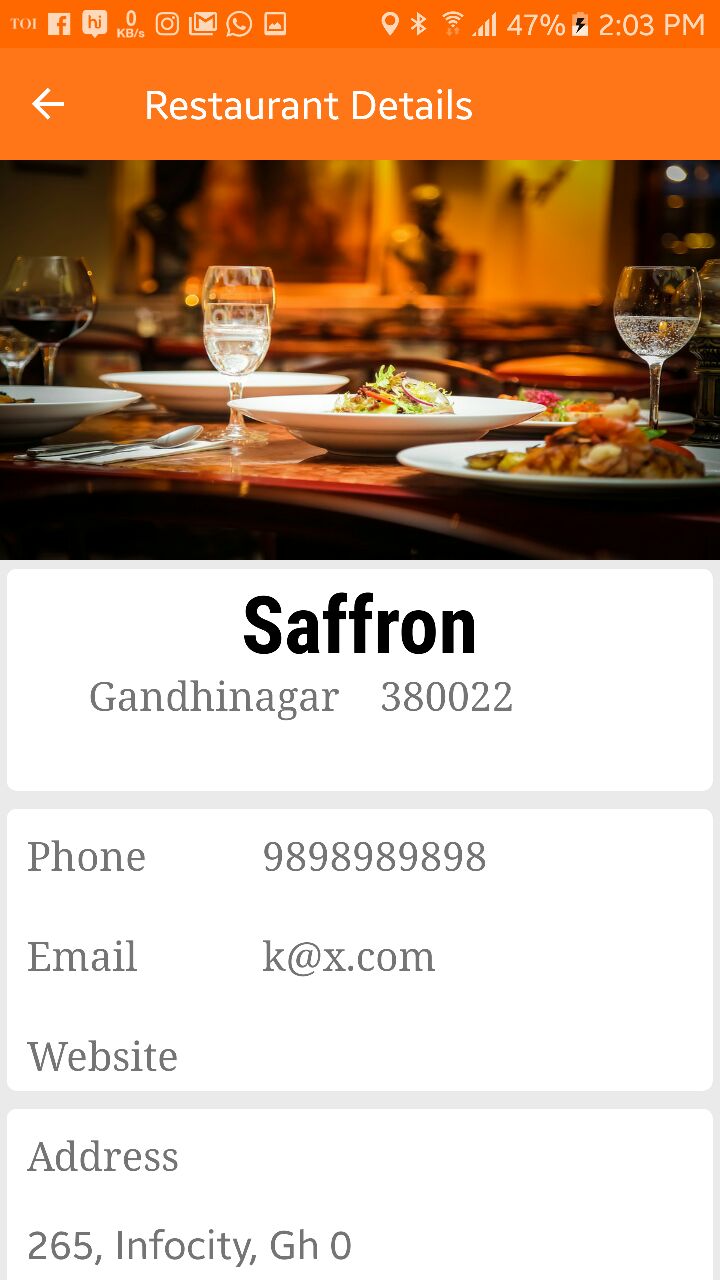 TOI hi 0 KB/s 47% 2:03 PM
Restaurant Details
Saffron
Gandhinagar 380022
Phone 9898989898
Email k@x.com
Website
Address
265, Infocity, Gh 0